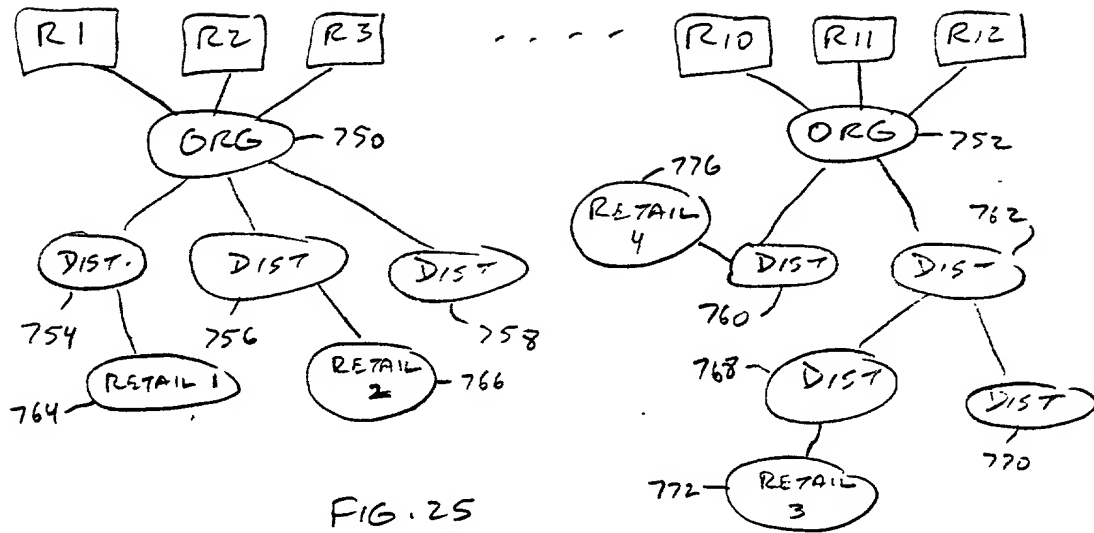 R1 R2 R3 . . . . R10 R11 R12
ORG 750 ORG 752
776
RETAIL
4
762
DIST. DIST DIST DIST DIST
754 756 758 760
RETAIL 1 RETAIL
2 766 768 DIST DIST
764
770
772 RETAIL
3
FIG. 25